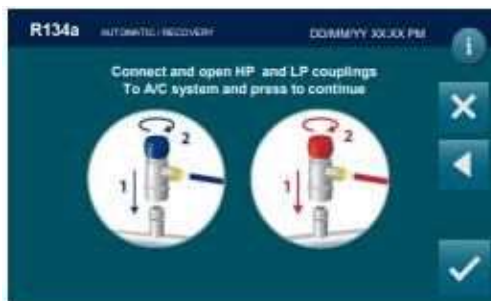 R134a AUTOMATIC / RECOVERY DD/MM/YY XX:XX PM
i
Connect and open HP and LP couplings
To A/C system and press to continue
2 2
1 1